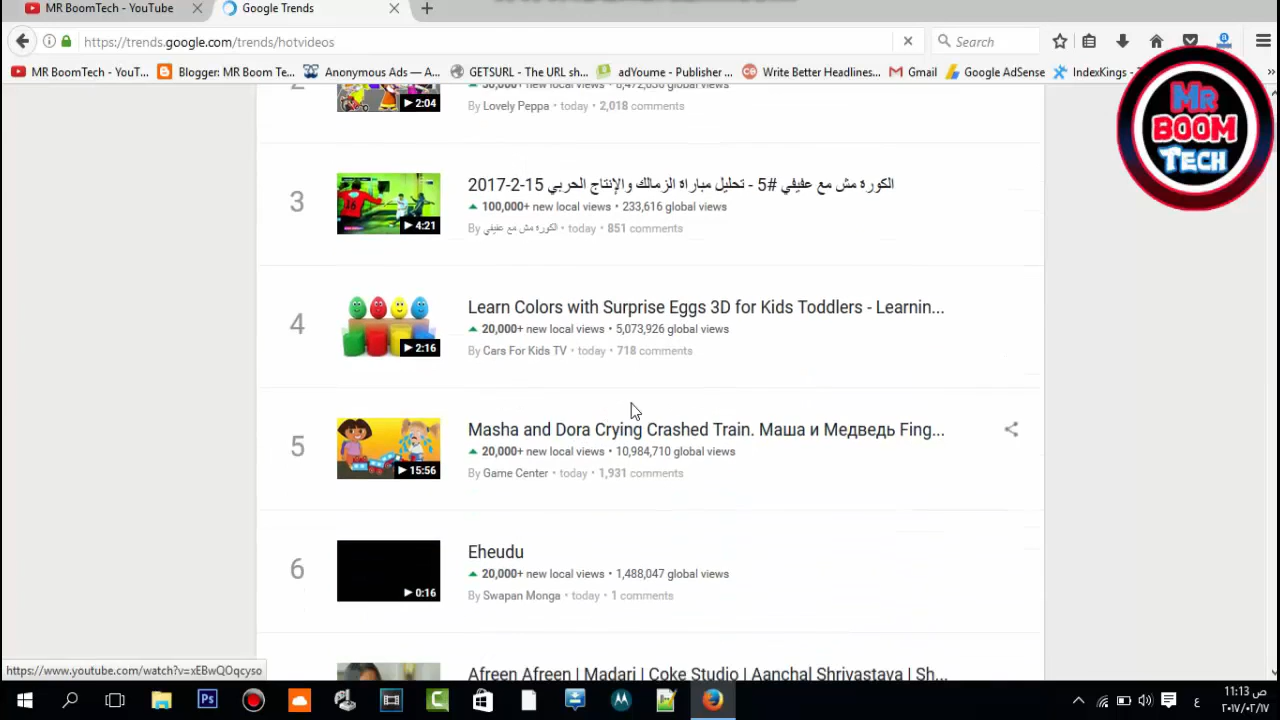 MR BoomTech - YouTube
Google Trends
https://trends.google.com/trends/hotvideos
Search
MR BoomTech - YouT...
Blogger: MR Boom Te...
Anonymous Ads — A...
GETSURL - The URL sh...
adYoume - Publisher ...
Write Better Headlines...
Gmail
Google AdSense
IndexKings - T
MR
BOOM
TECH
2
2:04
By Lovely Peppa • today • 2,018 comments
3
4:21
الكورة مش مع عفيفي #5 - تحليل مباراة الزمالك والإنتاج الحربي 15-2-2017
100,000+ new local views • 233,616 global views
By الكورة مش مع عفيفي • today • 851 comments
4
2:16
Learn Colors with Surprise Eggs 3D for Kids Toddlers - Learnin...
20,000+ new local views • 5,073,926 global views
By Cars For Kids TV • today • 718 comments
5
15:56
Masha and Dora Crying Crashed Train. Маша и Медведь Fing...
20,000+ new local views • 10,984,710 global views
By Game Center • today • 1,931 comments
6
0:16
Eheudu
20,000+ new local views • 1,488,047 global views
By Swapan Monga • today • 1 comments
Afreen Afreen | Madari | Coke Studio | Aanchal Shrivastava | Sh...
https://www.youtube.com/watch?v=xEBwQOqcyso
Ps
ع
11:13 ص
٢٠١٧/٠٢/١٧